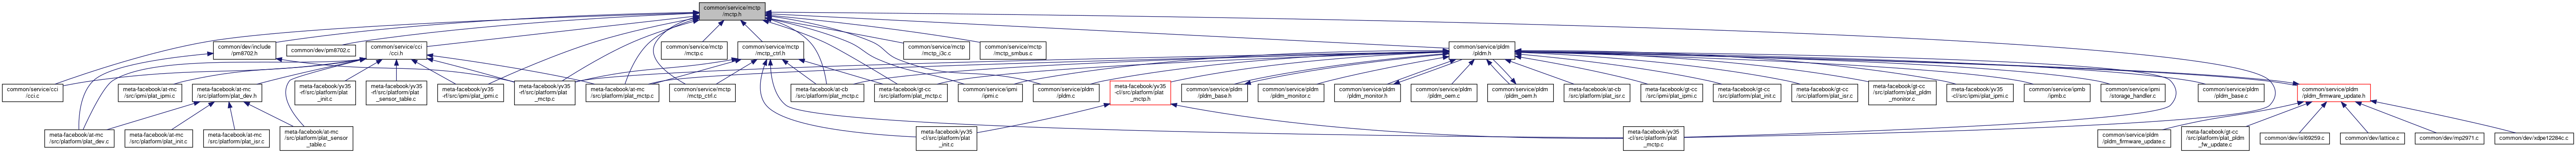 common/service/mctp
/mctp.h
common/dev/include
/pm8702.h
common/dev/pm8702.c
common/service/cci
/cci.h
common/service/mctp
/mctp.c
common/service/mctp
/mctp_ctrl.h
common/service/mctp
/mctp_i3c.c
common/service/mctp
/mctp_smbus.c
common/service/pldm
/pldm.h
common/service/cci
/cci.c
meta-facebook/at-mc
/src/ipmi/plat_ipmi.c
meta-facebook/at-mc
/src/platform/plat_dev.h
meta-facebook/yv35
-rf/src/platform/plat
_init.c
meta-facebook/yv35
-rf/src/platform/plat
_sensor_table.c
meta-facebook/yv35
-rf/src/ipmi/plat_ipmi.c
meta-facebook/yv35
-rf/src/platform/plat
_mctp.c
meta-facebook/at-mc
/src/platform/plat_mctp.c
common/service/mctp
/mctp_ctrl.c
meta-facebook/at-cb
/src/platform/plat_mctp.c
meta-facebook/gt-cc
/src/platform/plat_mctp.c
common/service/ipmi
/ipmi.c
common/service/pldm
/pldm.c
meta-facebook/yv35
-cl/src/platform/plat
_mctp.h
common/service/pldm
/pldm_base.h
common/service/pldm
/pldm_monitor.c
common/service/pldm
/pldm_monitor.h
common/service/pldm
/pldm_oem.c
common/service/pldm
/pldm_oem.h
meta-facebook/at-cb
/src/platform/plat_isr.c
meta-facebook/gt-cc
/src/ipmi/plat_ipmi.c
meta-facebook/gt-cc
/src/platform/plat_init.c
meta-facebook/gt-cc
/src/platform/plat_isr.c
meta-facebook/gt-cc
/src/platform/plat_pldm
_monitor.c
meta-facebook/yv35
-cl/src/ipmi/plat_ipmi.c
common/service/ipmb
/ipmb.c
common/service/ipmi
/storage_handler.c
common/service/pldm
/pldm_base.c
common/service/pldm
/pldm_firmware_update.h
meta-facebook/at-mc
/src/platform/plat_dev.c
meta-facebook/at-mc
/src/platform/plat_init.c
meta-facebook/at-mc
/src/platform/plat_isr.c
meta-facebook/at-mc
/src/platform/plat_sensor
_table.c
meta-facebook/yv35
-cl/src/platform/plat
_init.c
meta-facebook/yv35
-cl/src/platform/plat
_mctp.c
common/service/pldm
/pldm_firmware_update.c
meta-facebook/gt-cc
/src/platform/plat_pldm
_fw_update.c
common/dev/isl69259.c
common/dev/lattice.c
common/dev/mp2971.c
common/dev/xdpe12284c.c